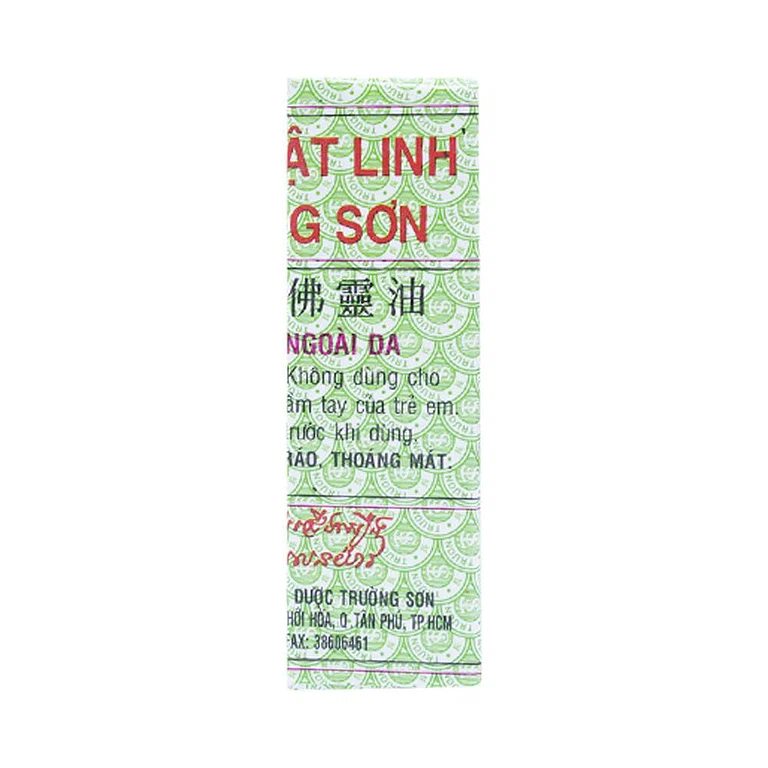 ẬT LINH
G SƠN
佛靈油
NGOÀI DA
Không dùng cho
ầm tay của trẻ em.
rước khi dùng.
RÁO, THOÁNG MÁT.
DƯỢC TRƯỜNG SƠN
HỚI HÒA, Q.TÂN PHÚ, TP.HCM
FAX: 38606461